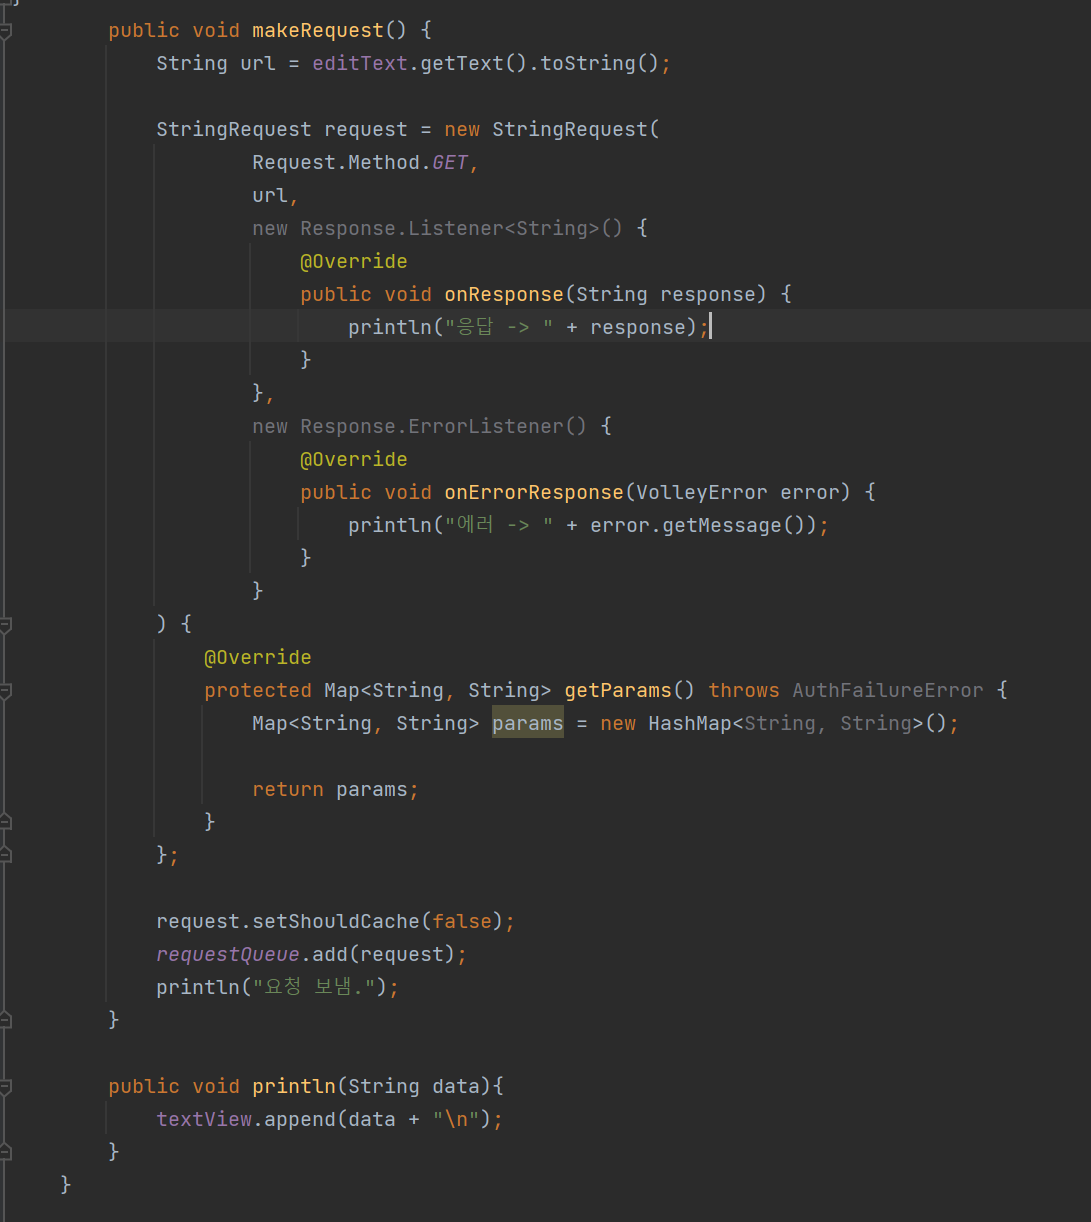 }
public void makeRequest() {
String url = editText.getText().toString();
StringRequest request = new StringRequest(
Request.Method.GET,
url,
new Response.Listener<String>() {
@Override
public void onResponse(String response) {
println("응답 -> " + response);
}
},
new Response.ErrorListener() {
@Override
public void onErrorResponse(VolleyError error) {
println("에러 -> " + error.getMessage());
}
}
) {
@Override
protected Map<String, String> getParams() throws AuthFailureError {
Map<String, String> params = new HashMap<String, String>();
return params;
}
};
request.setShouldCache(false);
requestQueue.add(request);
println("요청 보냄.");
}
public void println(String data){
textView.append(data + "\n");
}
}